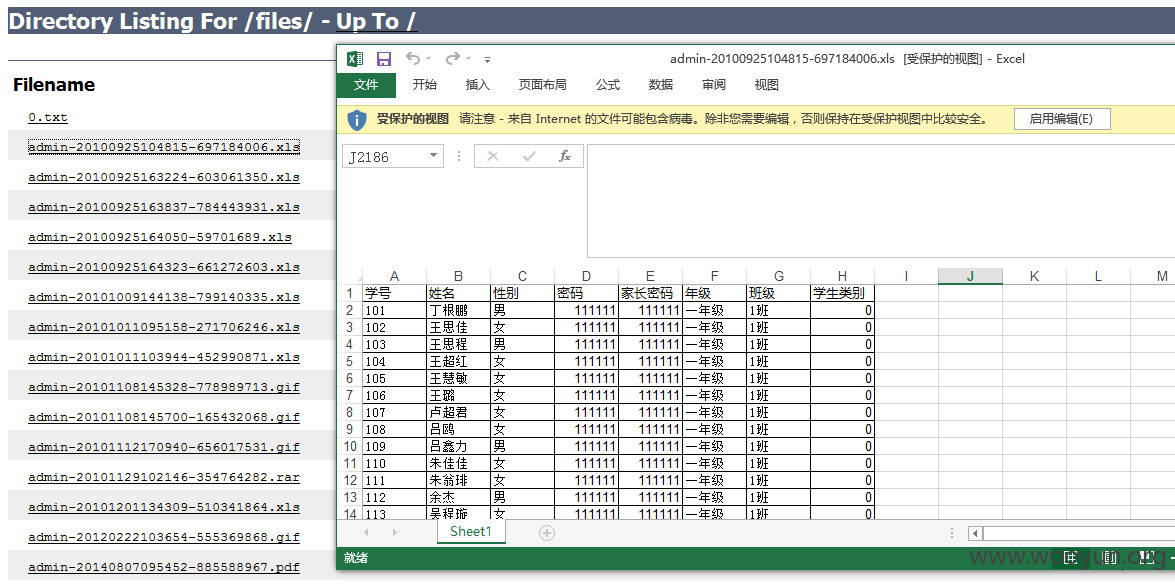 Directory Listing For /files/ - Up To /
Filename
0.txt
admin-20100925104815-697184006.xls
admin-20100925163224-603061350.xls
admin-20100925163837-784443931.xls
admin-20100925164050-59701689.xls
admin-20100925164323-661272603.xls
admin-20101009144138-799140335.xls
admin-20101011095158-271706246.xls
admin-20101011103944-452990871.xls
admin-20101108145328-778989713.gif
admin-20101108145700-165432068.gif
admin-20101112170940-656017531.gif
admin-20101129102146-354764282.rar
admin-20101201134309-510341864.xls
admin-20120222103654-555369868.gif
admin-20140807095452-885588967.pdf
admin-20100925104815-697184006.xls [受保护的视图] - Excel
文件 开始 插入 页面布局 公式 数据 审阅 视图
受保护的视图 请注意 - 来自 Internet 的文件可能包含病毒。除非您需要编辑，否则保持在受保护视图中比较安全。 启用编辑(E)
J2186 fx
A B C D E F G H I J K L M
1 学号 姓名 性别 密码 家长密码 年级 班级 学生类别
2 101 丁根鹏 男 111111 111111 一年级 1班 0
3 102 王思佳 女 111111 111111 一年级 1班 0
4 103 王思程 男 111111 111111 一年级 1班 0
5 104 王超红 女 111111 111111 一年级 1班 0
6 105 王慧敏 女 111111 111111 一年级 1班 0
7 106 王璐 女 111111 111111 一年级 1班 0
8 107 卢超君 女 111111 111111 一年级 1班 0
9 108 吕鸥 女 111111 111111 一年级 1班 0
10 109 吕鑫力 男 111111 111111 一年级 1班 0
11 110 朱佳佳 女 111111 111111 一年级 1班 0
12 111 朱翁琲 女 111111 111111 一年级 1班 0
13 112 余杰 男 111111 111111 一年级 1班 0
14 113 吴程璇 女 111111 111111 一年级 1班 0
Sheet1
就绪